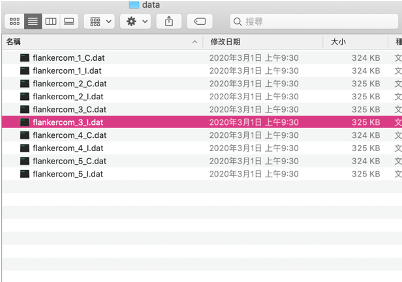 data
搜尋
名稱 修改日期 大小 種
flankercom_1_C.dat 2020年3月1日 上午9:30 324 KB 文
flankercom_1_I.dat 2020年3月1日 上午9:30 324 KB 文
flankercom_2_C.dat 2020年3月1日 上午9:30 324 KB 文
flankercom_2_I.dat 2020年3月1日 上午9:30 325 KB 文
flankercom_3_C.dat 2020年3月1日 上午9:30 324 KB 文
flankercom_3_I.dat 2020年3月1日 上午9:30 325 KB 文
flankercom_4_C.dat 2020年3月1日 上午9:30 324 KB 文
flankercom_4_I.dat 2020年3月1日 上午9:30 325 KB 文
flankercom_5_C.dat 2020年3月1日 上午9:30 324 KB 文
flankercom_5_I.dat 2020年3月1日 上午9:30 325 KB 文